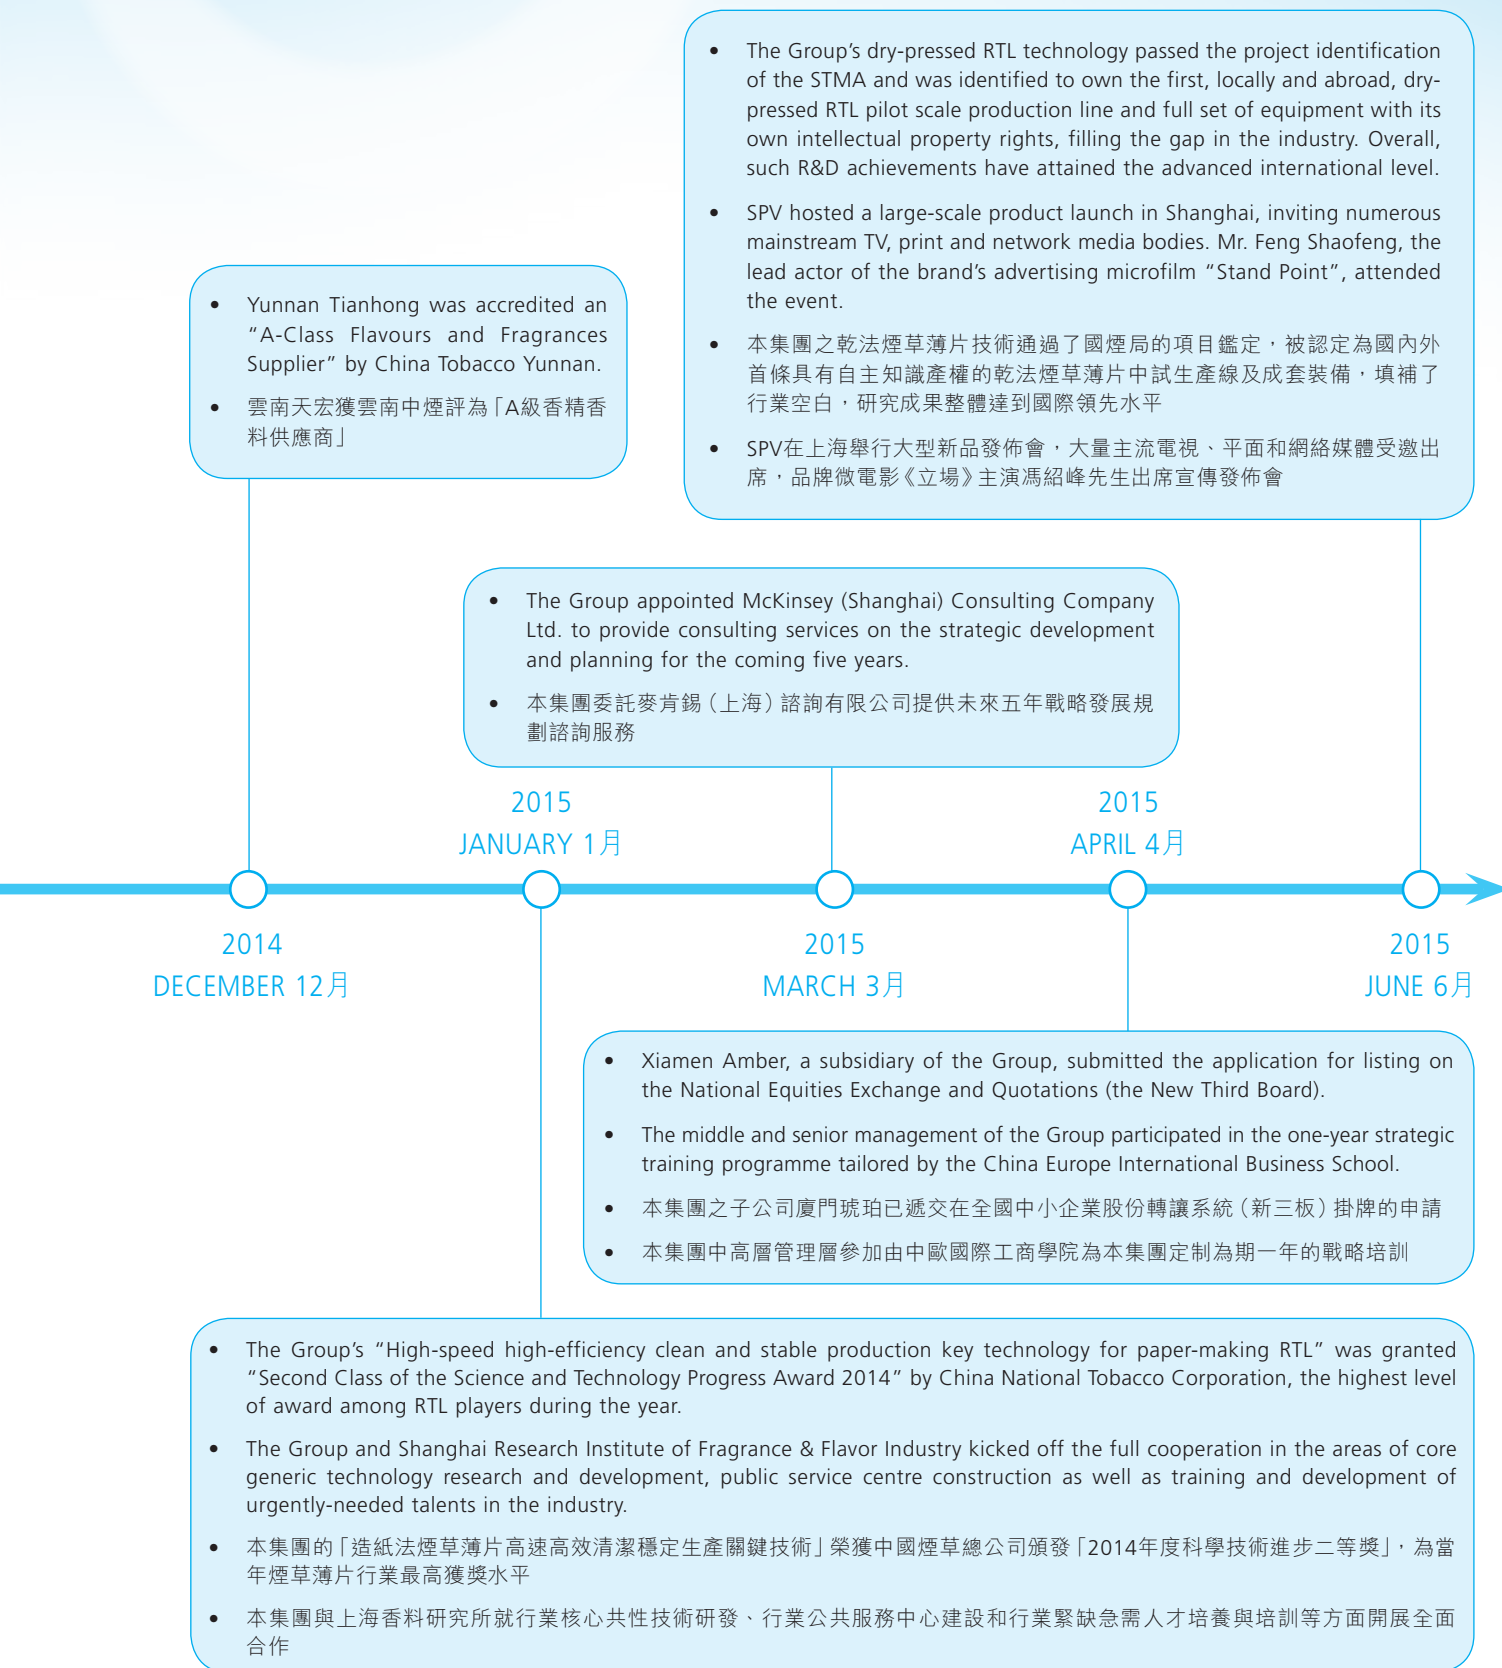 • The Group's dry-pressed RTL technology passed the project identification
of the STMA and was identified to own the first, locally and abroad, dry-
pressed RTL pilot scale production line and full set of equipment with its
own intellectual property rights, filling the gap in the industry. Overall,
such R&D achievements have attained the advanced international level.
• SPV hosted a large-scale product launch in Shanghai, inviting numerous
mainstream TV, print and network media bodies. Mr. Feng Shaofeng, the
lead actor of the brand's advertising microfilm “Stand Point”, attended
the event.
• 本集團之乾法煙草薄片技術通過了國煙局的項目鑑定，被認定為國內外
首條具有自主知識產權的乾法煙草薄片中試生產線及成套裝備，填補了
行業空白，研究成果整體達到國際領先水平
• SPV在上海舉行大型新品發佈會，大量主流電視、平面和網絡媒體受邀出
席，品牌微電影《立場》主演馮紹峰先生出席宣傳發佈會
• Yunnan Tianhong was accredited an
“A-Class Flavours and Fragrances
Supplier” by China Tobacco Yunnan.
• 雲南天宏獲雲南中煙評為「A級香精香
料供應商」
• The Group appointed McKinsey (Shanghai) Consulting Company
Ltd. to provide consulting services on the strategic development
and planning for the coming five years.
• 本集團委託麥肯錫（上海）諮詢有限公司提供未來五年戰略發展規
劃諮詢服務
2015
JANUARY 1月
2015
APRIL 4月
2014
DECEMBER 12月
2015
MARCH 3月
2015
JUNE 6月
• Xiamen Amber, a subsidiary of the Group, submitted the application for listing on
the National Equities Exchange and Quotations (the New Third Board).
• The middle and senior management of the Group participated in the one-year strategic
training programme tailored by the China Europe International Business School.
• 本集團之子公司廈門琥珀已遞交在全國中小企業股份轉讓系統（新三板）掛牌的申請
• 本集團中高層管理層參加由中歐國際工商學院為本集團定制為期一年的戰略培訓
• The Group's “High-speed high-efficiency clean and stable production key technology for paper-making RTL” was granted
“Second Class of the Science and Technology Progress Award 2014” by China National Tobacco Corporation, the highest level
of award among RTL players during the year.
• The Group and Shanghai Research Institute of Fragrance & Flavor Industry kicked off the full cooperation in the areas of core
generic technology research and development, public service centre construction as well as training and development of
urgently-needed talents in the industry.
• 本集團的「造紙法煙草薄片高速高效清潔穩定生產關鍵技術」榮獲中國煙草總公司頒發「2014年度科學技術進步二等獎」，為當
年煙草薄片行業最高獲獎水平
• 本集團與上海香料研究所就行業核心共性技術研發、行業公共服務中心建設和行業緊缺急需人才培養與培訓等方面開展全面
合作